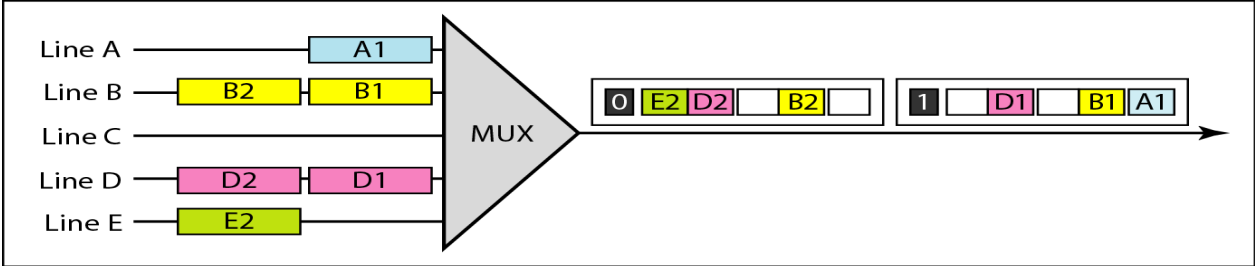 Line A A1
Line B B2 B1
Line C
Line D D2 D1
Line E E2
MUX
0 E2 D2 B2
1 D1 B1 A1